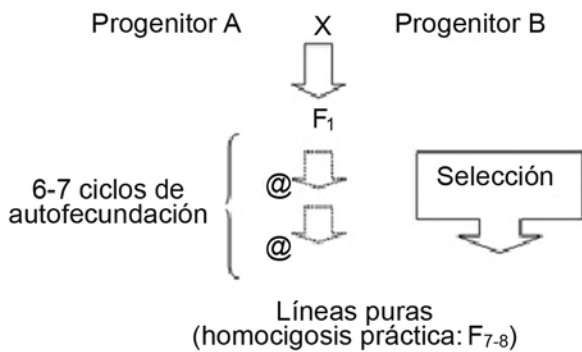 Progenitor A X Progenitor B
F₁
6-7 ciclos de
autofecundación
@
@
Selección
Líneas puras
(homocigosis práctica: F₇₋₈)